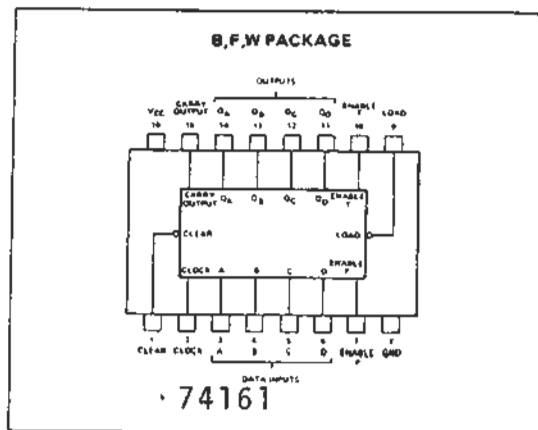 B,F,W PACKAGE
OUTPUTS
VCC CARRY OUTPUT QA QB QC QD ENABLE T LOAD
16 15 14 13 12 11 10 9
CARRY OUTPUT QA QB QC QD ENABLE T
CLEAR LOAD
CLOCK A B C D ENABLE P
1 2 3 4 5 6 7 8
CLEAR CLOCK A B C D ENABLE P GND
DATA INPUTS
74161